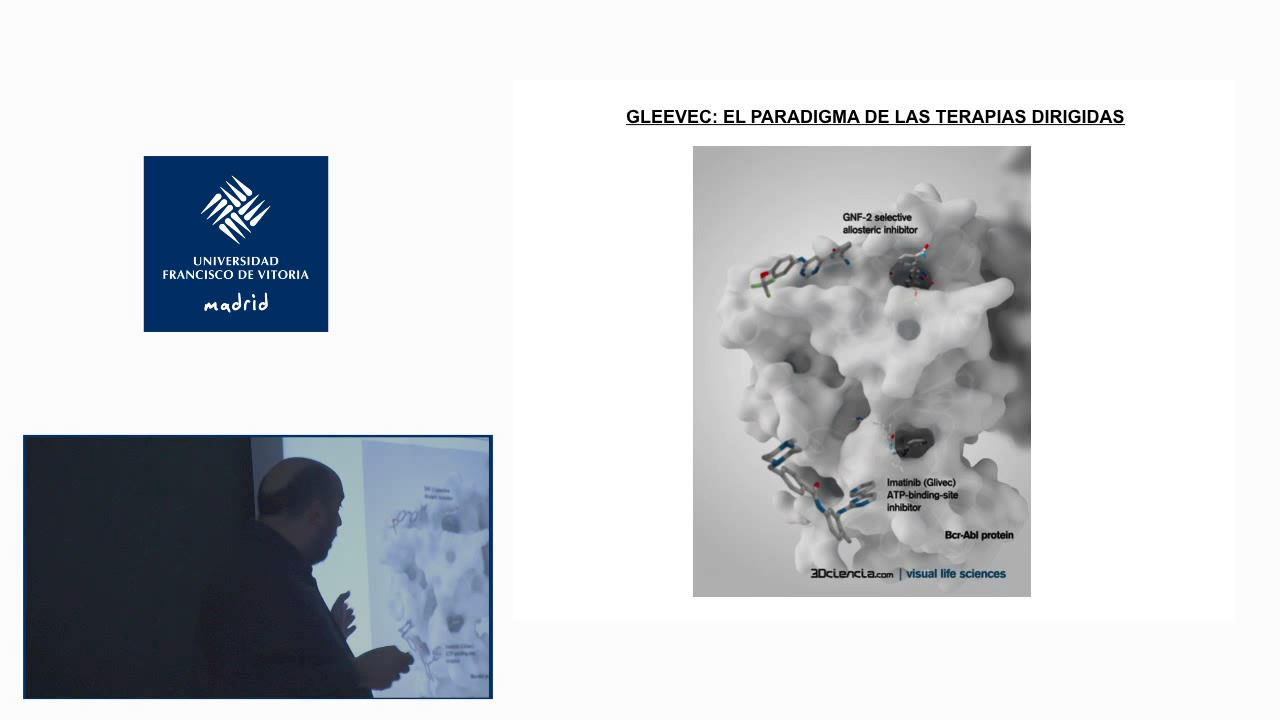 GLEEVEC: EL PARADIGMA DE LAS TERAPIAS DIRIGIDAS
UNIVERSIDAD
FRANCISCO DE VITORIA
madrid
GNF-2 selective
allosteric inhibitor
Imatinib (Glivec)
ATP-binding-site
inhibitor
Bcr-Abl protein
3Dciencia.com | visual life sciences